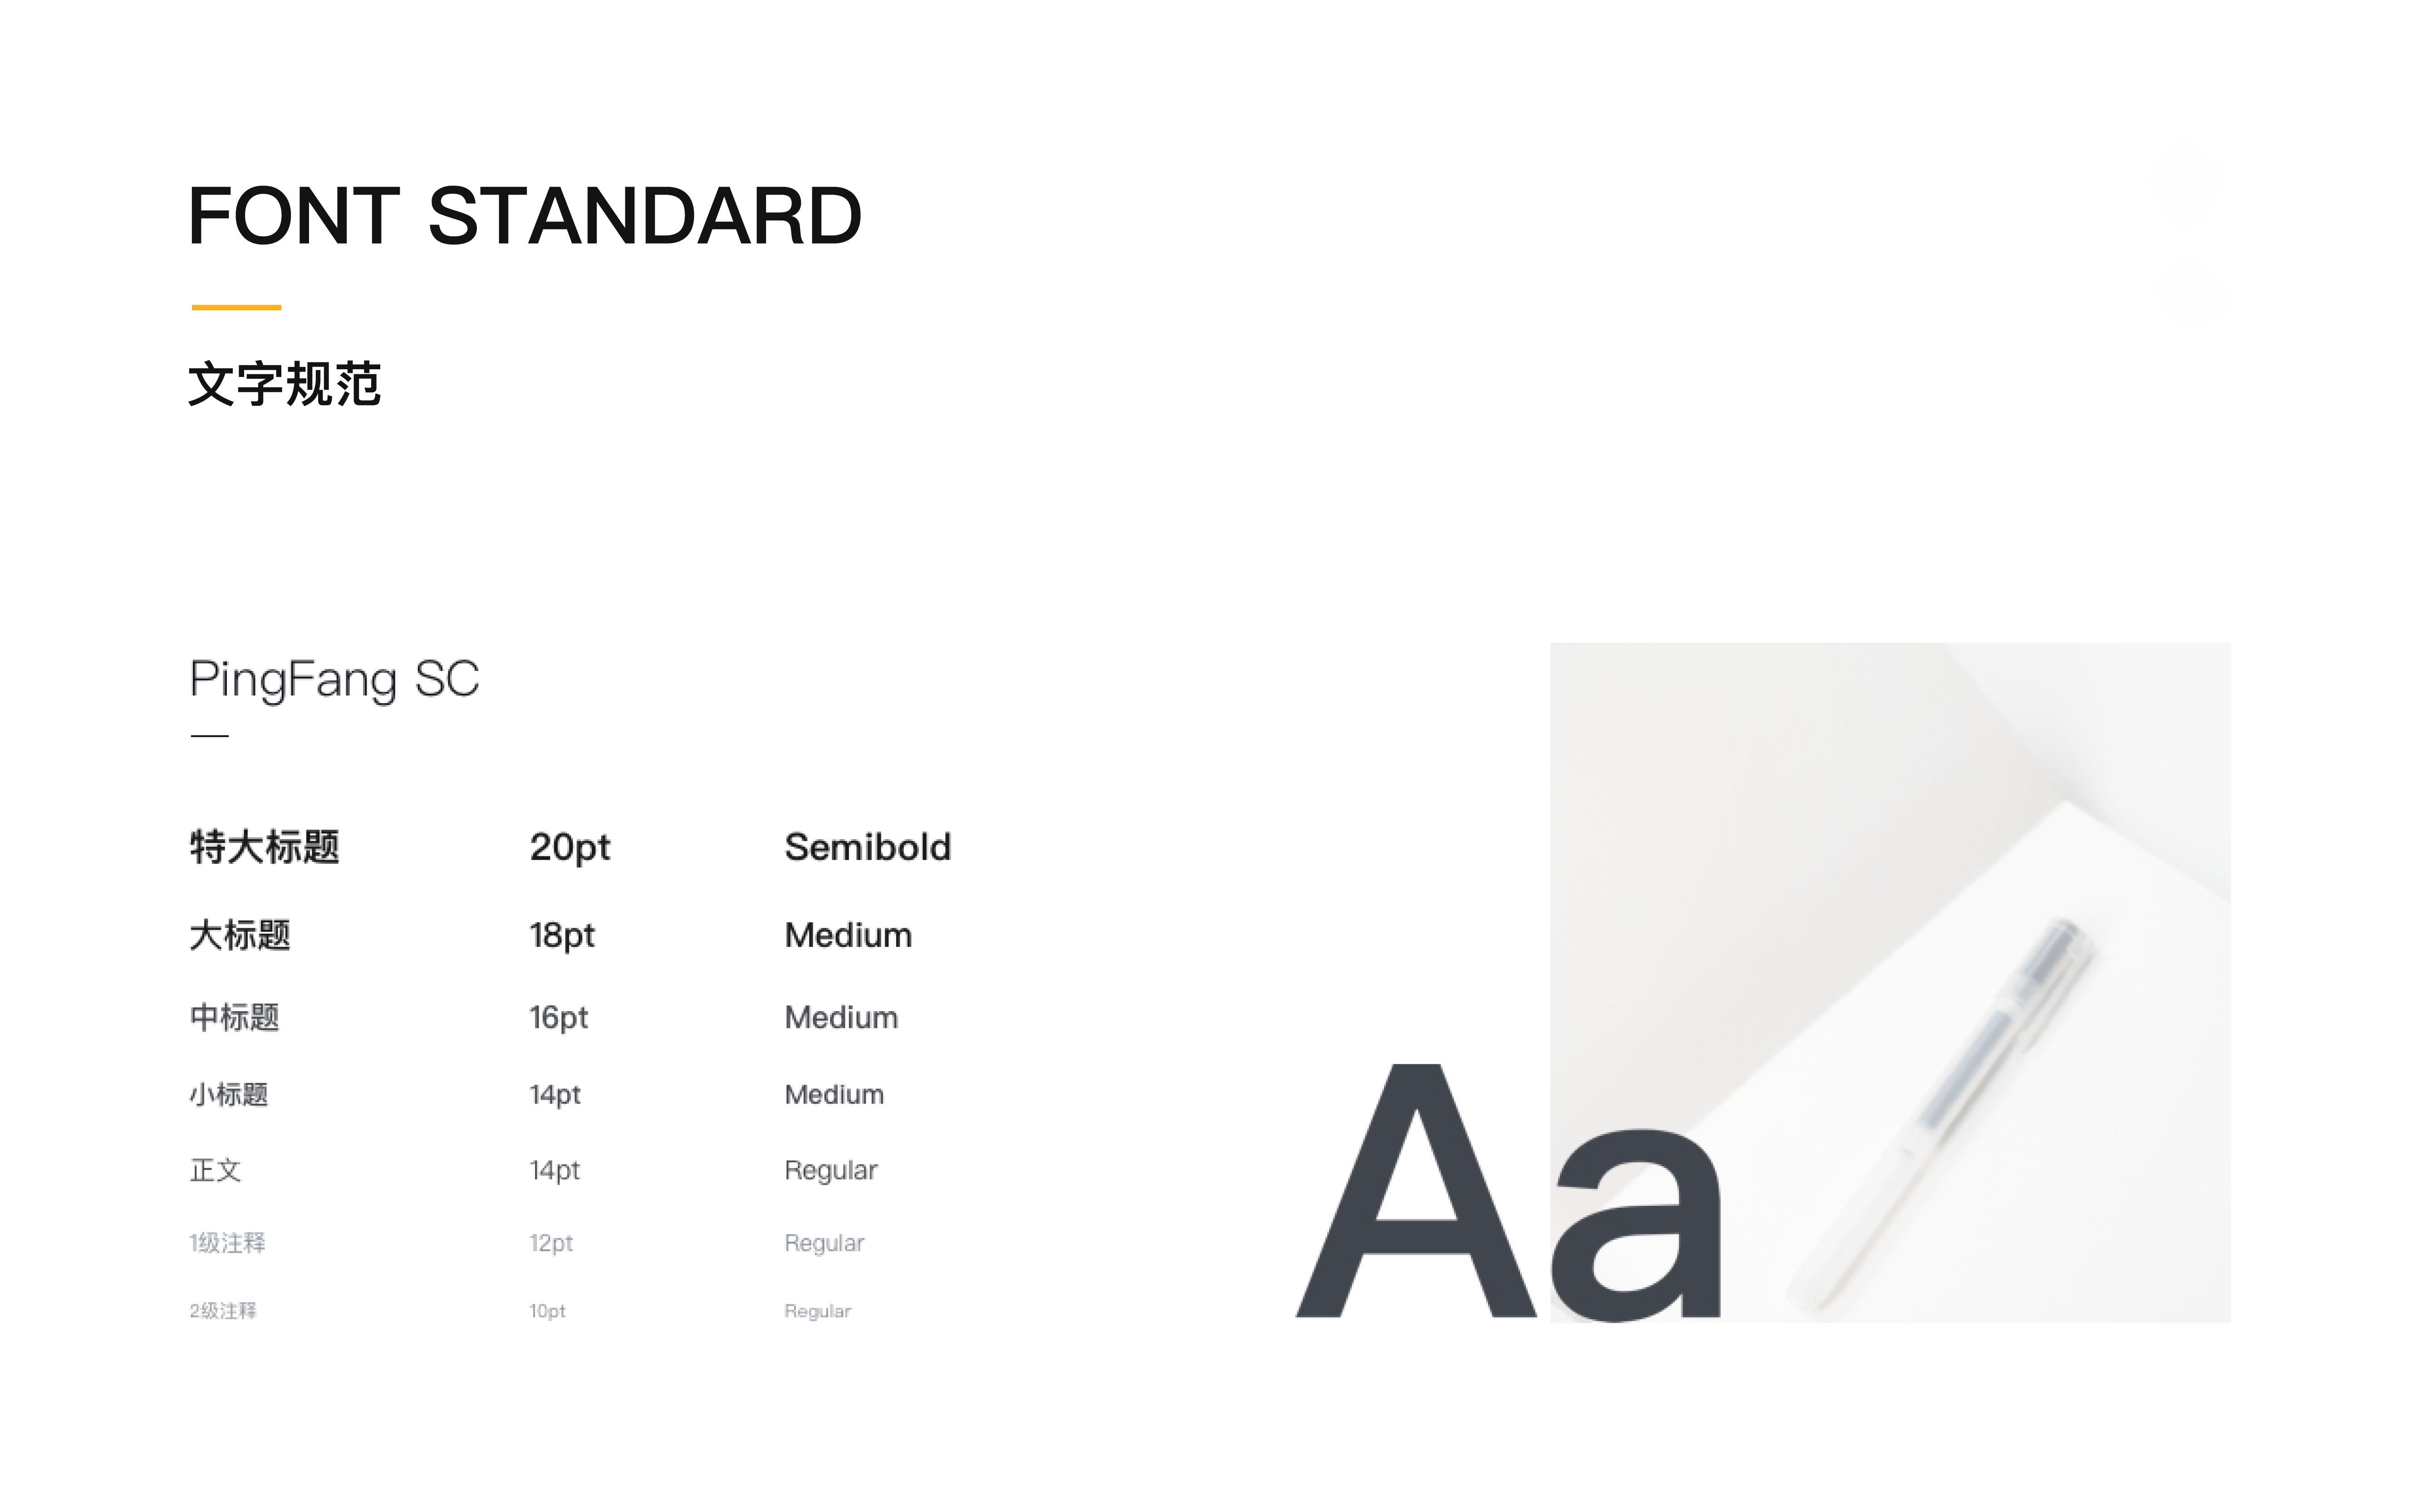 FONT STANDARD
文字规范
PingFang SC
特大标题 20pt Semibold
大标题 18pt Medium
中标题 16pt Medium
小标题 14pt Medium
正文 14pt Regular
1级注释 12pt Regular
2级注释 10pt Regular
Aa